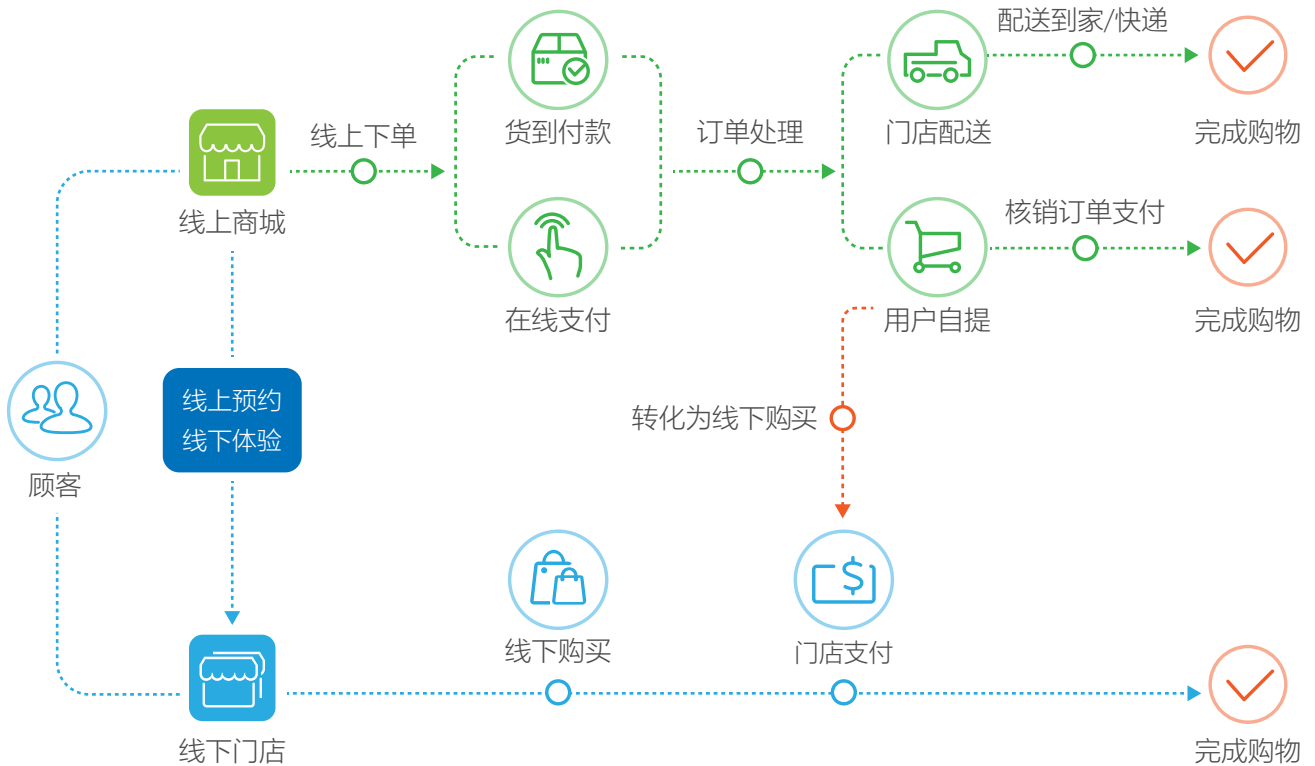 配送到家/快递
线上下单
货到付款
订单处理
门店配送
完成购物
线上商城
核销订单支付
在线支付
用户自提
完成购物
线上预约
线下体验
转化为线下购买
顾客
线下购买
门店支付
线下门店
完成购物